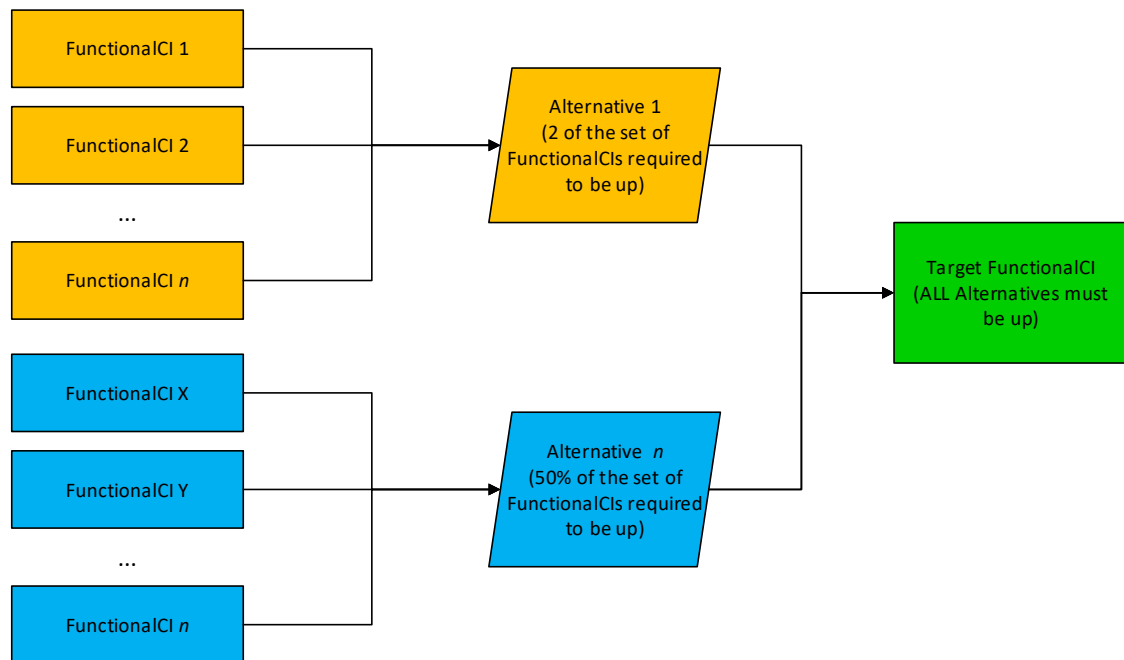 FunctionalCI 1
FunctionalCI 2
...
FunctionalCI n
Alternative 1
(2 of the set of
FunctionalCIs required
to be up)
Target FunctionalCI
(ALL Alternatives must
be up)
FunctionalCI X
FunctionalCI Y
...
FunctionalCI n
Alternative n
(50% of the set of
FunctionalCIs required
to be up)